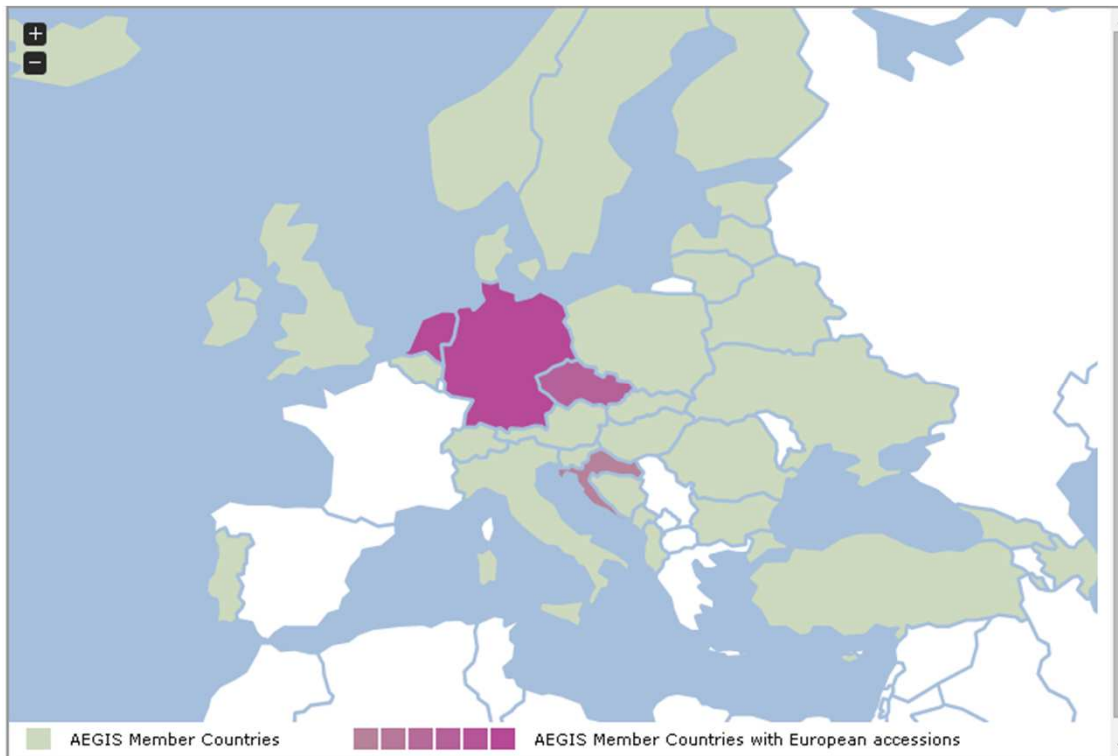 +
−
AEGIS Member Countries
AEGIS Member Countries with European accessions